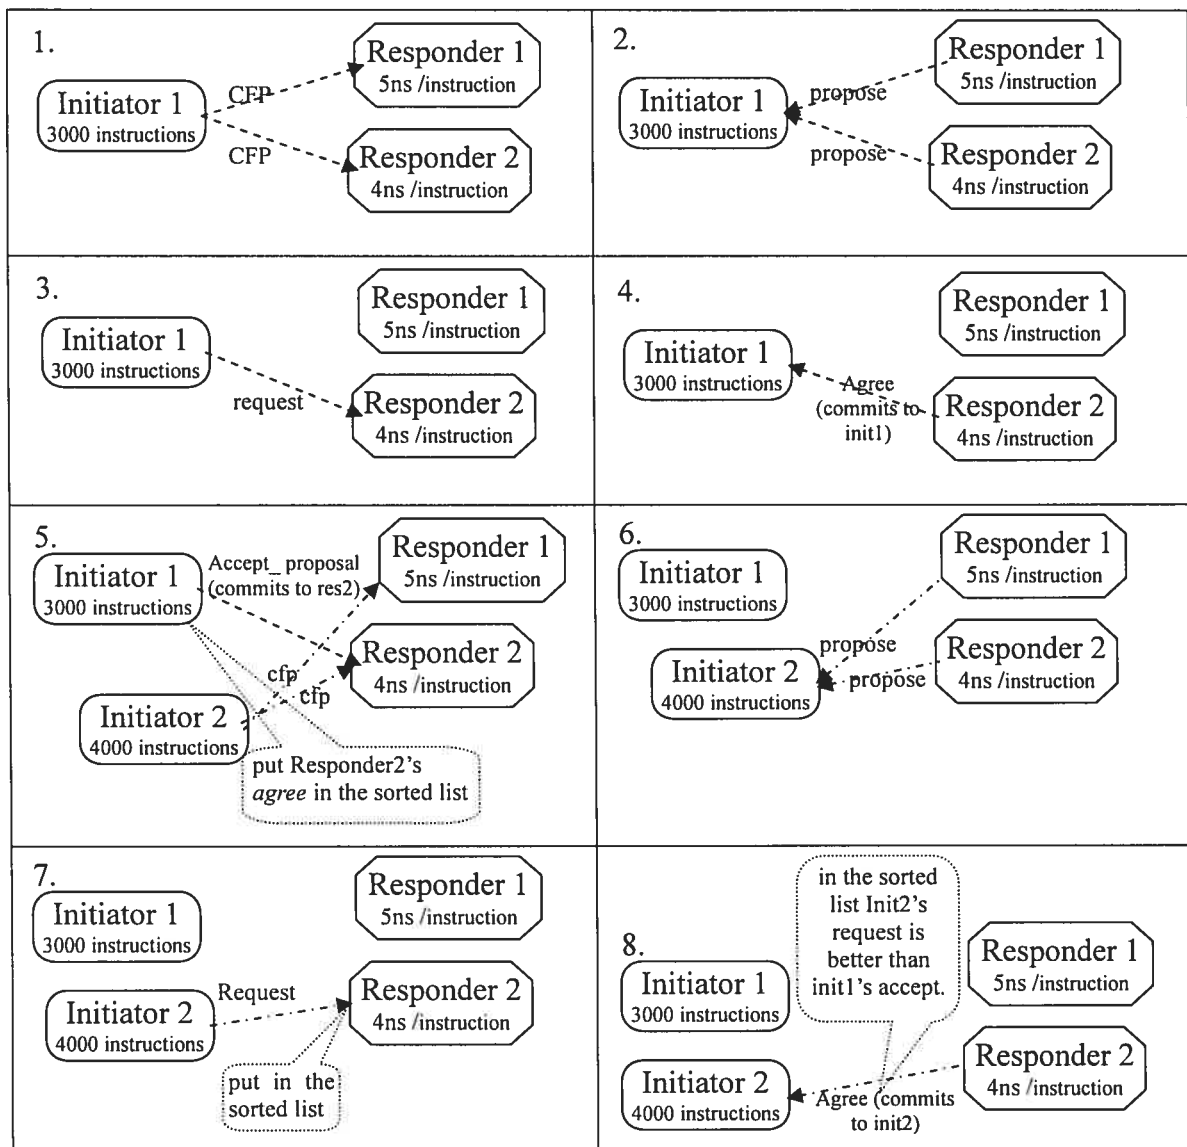 1.
Initiator 1
3000 instructions
CFP
CFP
Responder 1
5ns /instruction
Responder 2
4ns /instruction
2.
Initiator 1
3000 instructions
propose
propose
Responder 1
5ns /instruction
Responder 2
4ns /instruction
3.
Initiator 1
3000 instructions
request
Responder 1
5ns /instruction
Responder 2
4ns /instruction
4.
Initiator 1
3000 instructions
Agree
(commits to
init1)
Responder 1
5ns /instruction
Responder 2
4ns /instruction
5.
Initiator 1
3000 instructions
Accept_ proposal
(commits to res2)
Responder 1
5ns /instruction
Responder 2
4ns /instruction
cfp
cfp
Initiator 2
4000 instructions
put Responder2's
agree in the sorted list
6.
Initiator 1
3000 instructions
Initiator 2
4000 instructions
propose
propose
Responder 1
5ns /instruction
Responder 2
4ns /instruction
7.
Initiator 1
3000 instructions
Initiator 2
4000 instructions
Request
Responder 1
5ns /instruction
Responder 2
4ns /instruction
put in the
sorted list
8.
Initiator 1
3000 instructions
Initiator 2
4000 instructions
in the sorted
list Init2's
request is
better than
init1's accept.
Responder 1
5ns /instruction
Responder 2
4ns /instruction
Agree (commits
to init2)